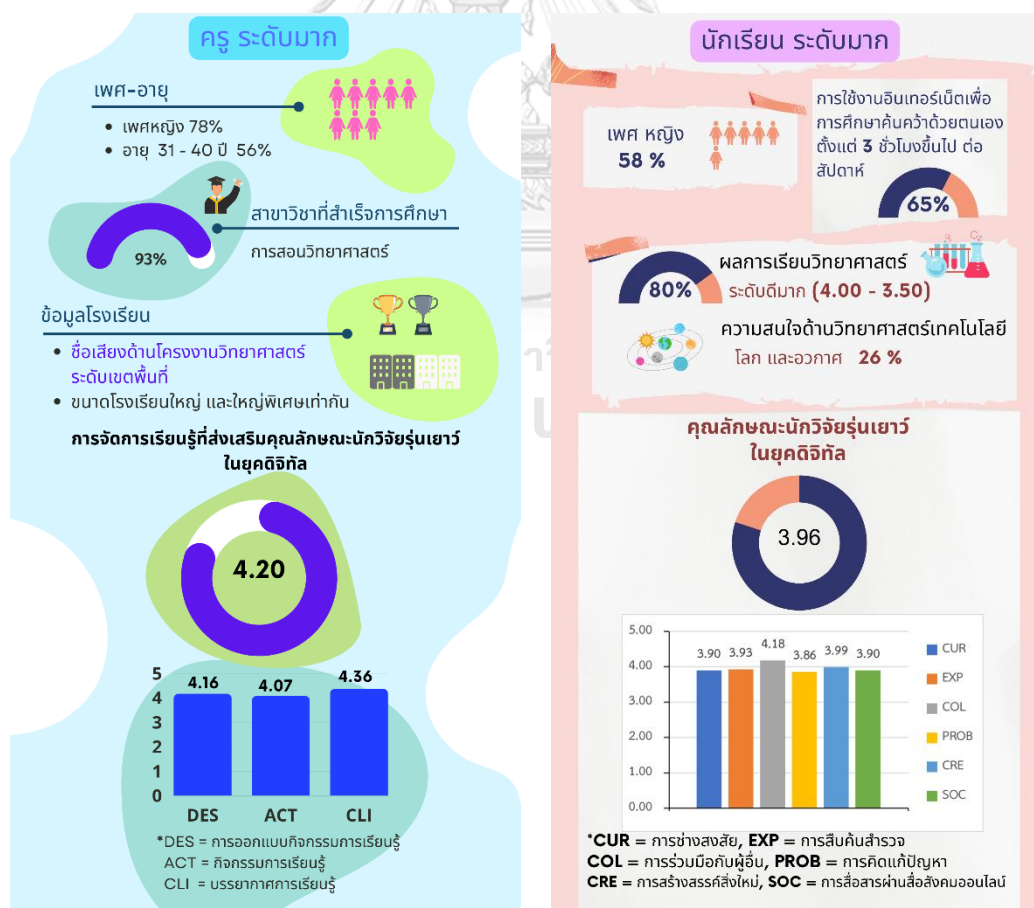 ครู ระดับมาก
เพศ-อายุ
• เพศหญิง 78%
• อายุ 31 - 40 ปี 56%
สาขาวิชาที่สำเร็จการศึกษา
93%
การสอนวิทยาศาสตร์
ข้อมูลโรงเรียน
• ชื่อเสียงด้านโครงงานวิทยาศาสตร์
ระดับเขตพื้นที่
• ขนาดโรงเรียนใหญ่ และใหญ่พิเศษเท่ากัน
การจัดการเรียนรู้ที่ส่งเสริมคุณลักษณะนักวิจัยรุ่นเยาว์
ในยุคดิจิทัล
4.20
5
4
3
2
1
0
4.16
4.07
4.36
DES
ACT
CLI
*DES = การออกแบบกิจกรรมการเรียนรู้
ACT = กิจกรรมการเรียนรู้
CLI = บรรยากาศการเรียนรู้
นักเรียน ระดับมาก
เพศ หญิง
58 %
การใช้งานอินเทอร์เน็ตเพื่อ
การศึกษาค้นคว้าด้วยตนเอง
ตั้งแต่ 3 ชั่วโมงขึ้นไป ต่อ
สัปดาห์
65%
ผลการเรียนวิทยาศาสตร์
80%
ระดับดีมาก (4.00 - 3.50)
ความสนใจด้านวิทยาศาสตร์เทคโนโลยี
โลก และอวกาศ 26 %
คุณลักษณะนักวิจัยรุ่นเยาว์
ในยุคดิจิทัล
3.96
5.00
4.00
3.00
2.00
1.00
0.00
3.90
3.93
4.18
3.86
3.99
3.90
CUR
EXP
COL
PROB
CRE
SOC
*CUR = การช่างสงสัย, EXP = การสืบค้นสำรวจ
COL = การร่วมมือกับผู้อื่น, PROB = การคิดแก้ปัญหา
CRE = การสร้างสรรค์สิ่งใหม่, SOC = การสื่อสารผ่านสื่อสังคมออนไลน์